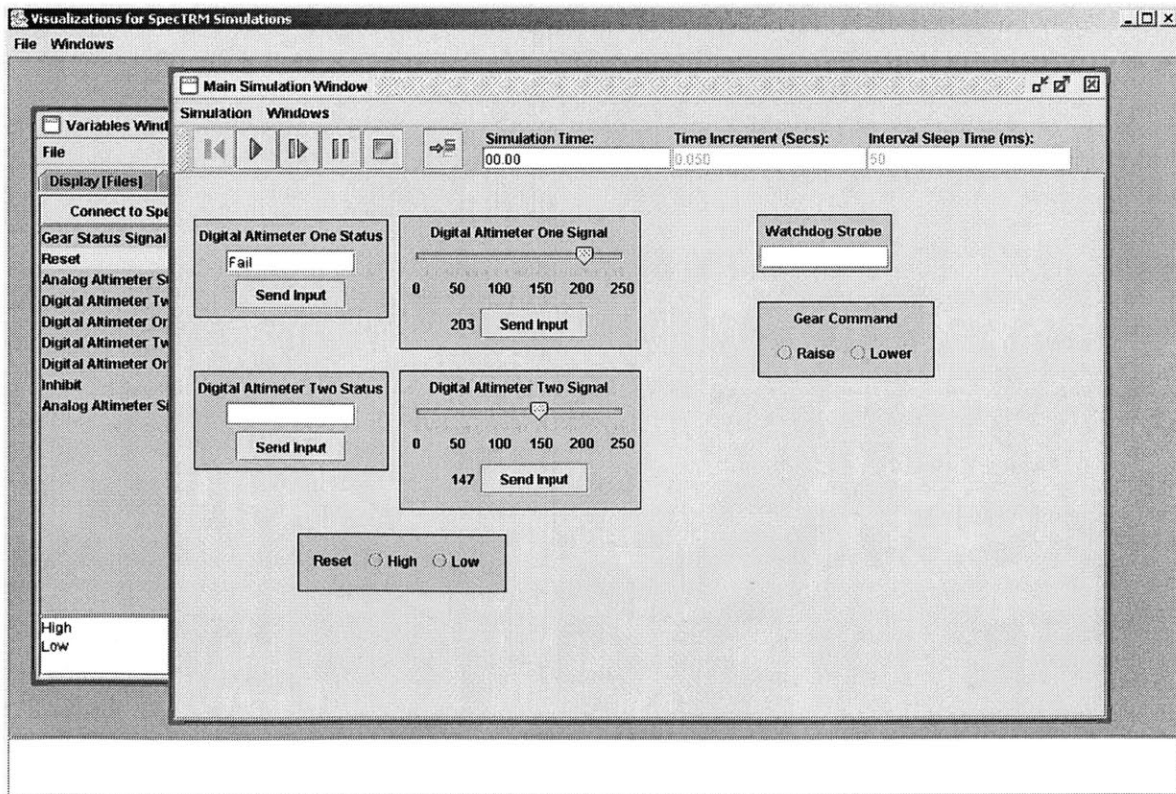 Visualizations for SpecTRM Simulations
File Windows
Main Simulation Window
Simulation Windows
Simulation Time:
00.00
Time Increment (Secs):
0.050
Interval Sleep Time (ms):
50
Variables Wind
File
Display [Files]
Connect to Spe
Gear Status Signal
Reset
Analog Altimeter St
Digital Altimeter Tw
Digital Altimeter On
Digital Altimeter Tw
Digital Altimeter On
Inhibit
Analog Altimeter Si
High
Low
Digital Altimeter One Status
Fail
Send Input
Digital Altimeter One Signal
0 50 100 150 200 250
203 Send Input
Watchdog Strobe
Gear Command
Raise Lower
Digital Altimeter Two Status
Send Input
Digital Altimeter Two Signal
0 50 100 150 200 250
147 Send Input
Reset High Low